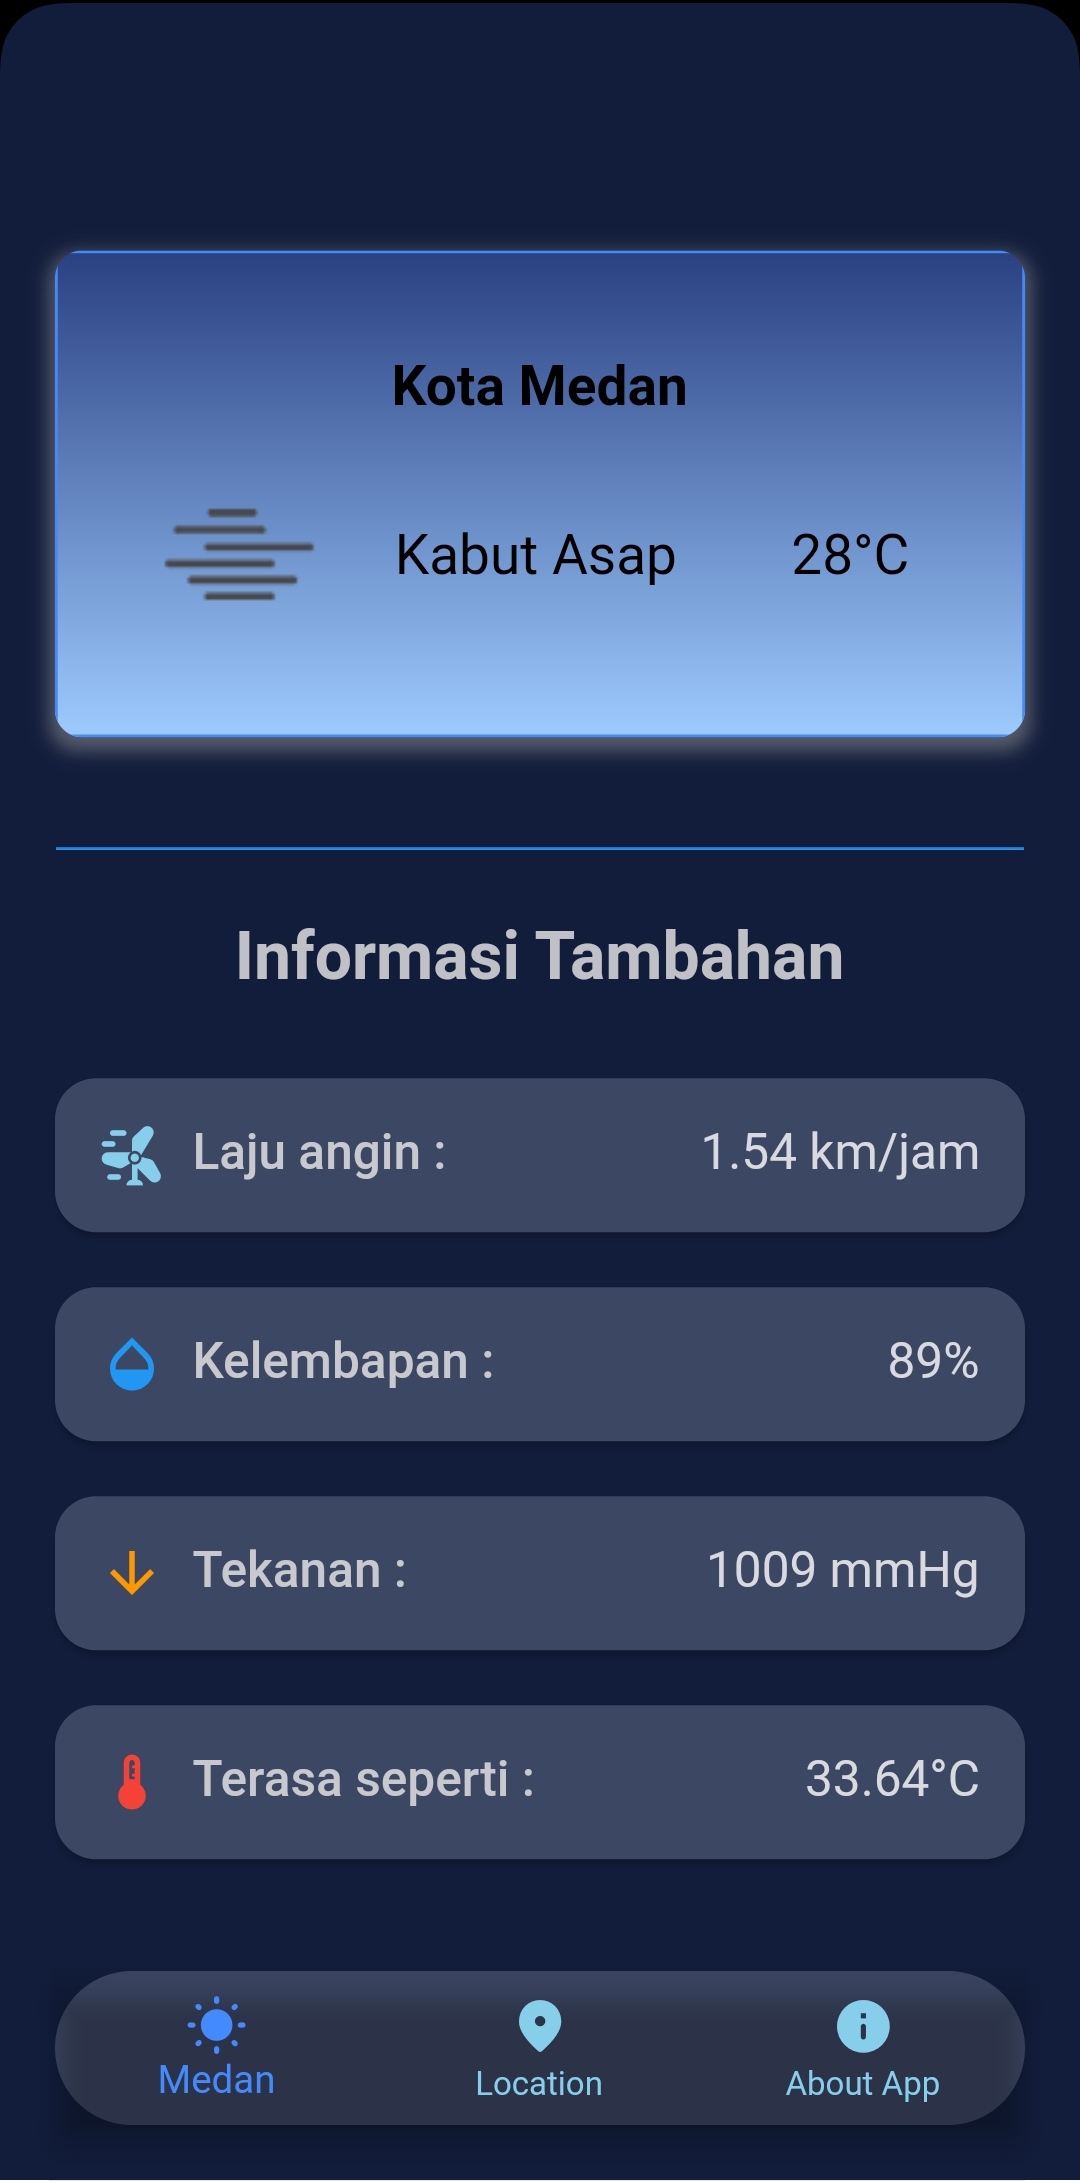 Kota Medan
Kabut Asap 28°C
Informasi Tambahan
Laju angin : 1.54 km/jam
Kelembapan : 89%
Tekanan : 1009 mmHg
Terasa seperti : 33.64°C
Medan Location About App